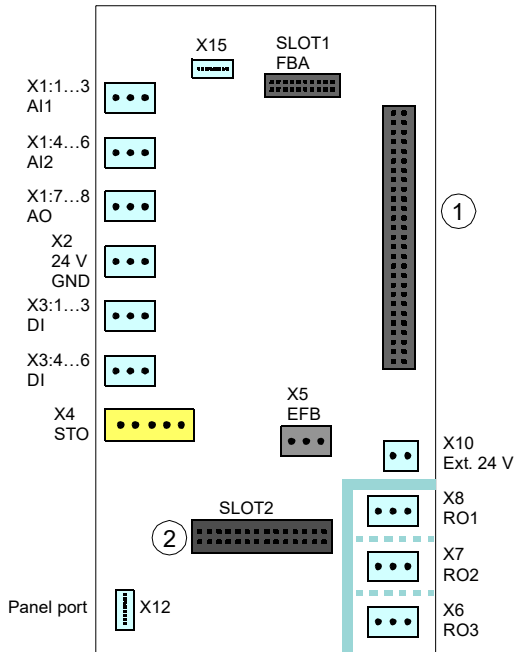 X15
SLOT1
FBA
X1:1…3
AI1
X1:4…6
AI2
1
X1:7…8
AO
X2
24 V
GND
X3:1…3
DI
X3:4…6
DI
X4
STO
X5
EFB
X10
Ext. 24 V
X8
RO1
SLOT2
2
X7
RO2
Panel port
X12
X6
RO3